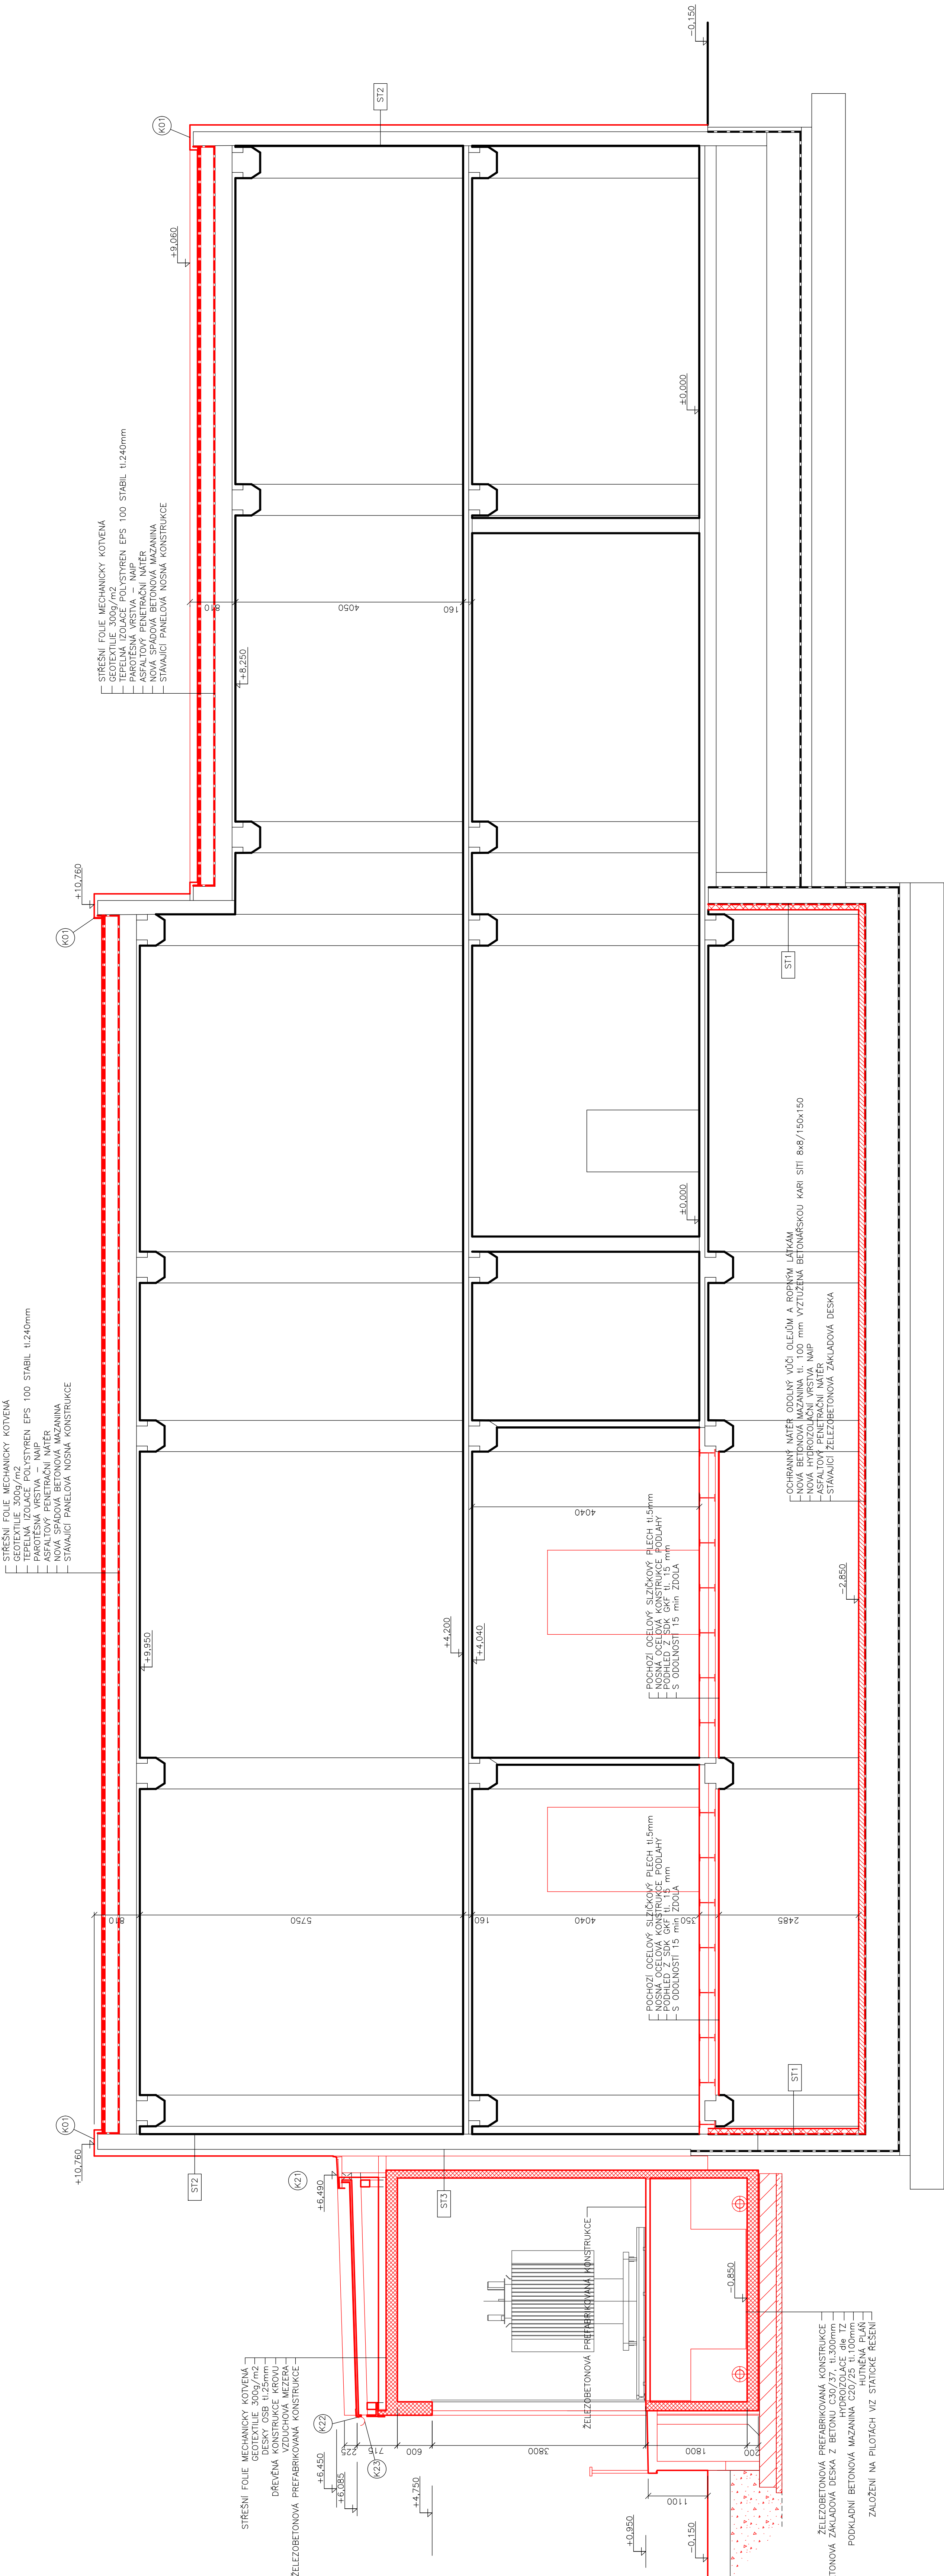 STŘEŠNÍ FOLIE MECHANICKY KOTVENÁ
GEOTEXTILIE 300g/m2
TEPELNÁ IZOLACE POLYSTYREN EPS 100 STABIL tl.240mm
PAROTĚSNÁ VRSTVA – NAIP
ASFALTOVÝ PENETRAČNÍ NÁTĚR
NOVÁ SPÁDOVÁ BETONOVÁ MAZANINA
STÁVAJÍCÍ PANELOVÁ NOSNÁ KONSTRUKCE
STŘEŠNÍ FOLIE MECHANICKY KOTVENÁ
GEOTEXTILIE 300g/m2
TEPELNÁ IZOLACE POLYSTYREN EPS 100 STABIL tl.240mm
PAROTĚSNÁ VRSTVA – NAIP
ASFALTOVÝ PENETRAČNÍ NÁTĚR
NOVÁ SPÁDOVÁ BETONOVÁ MAZANINA
STÁVAJÍCÍ PANELOVÁ NOSNÁ KONSTRUKCE
+10,760
K01
+10,760
K01
+9,060
K01
ST2
ST2
810
5750
160
4040
350
2485
+9,950
+4,200
+4,040
4040
810
4050
160
+8,250
±0,000
±0,000
-0,150
-2,850
ST1
ST1
ST3
POCHOZÍ OCELOVÝ SLZIČKOVÝ PLECH tl.5mm
NOSNÁ OCELOVÁ KONSTRUKCE PODLAHY
PODHLED Z SDK GKF tl. 15 mm
S ODOLNOSTÍ 15 min ZDOLA
POCHOZÍ OCELOVÝ SLZIČKOVÝ PLECH tl.5mm
NOSNÁ OCELOVÁ KONSTRUKCE PODLAHY
PODHLED Z SDK GKF tl. 15 mm
S ODOLNOSTÍ 15 min ZDOLA
OCHRANNÝ NÁTĚR ODOLNÝ VŮČI OLEJŮM A ROPNÝM LÁTKÁM
NOVÁ BETONOVÁ MAZANINA tl. 100 mm VYZTUŽENÁ BETONÁŘSKOU KARI SÍTÍ 8x8/150x150
NOVÁ HYDROIZOLAČNÍ VRSTVA NAIP
ASFALTOVÝ PENETRAČNÍ NÁTĚR
STÁVAJÍCÍ ŽELEZOBETONOVÁ ZÁKLADOVÁ DESKA
STŘEŠNÍ FOLIE MECHANICKY KOTVENÁ
GEOTEXTILIE 300g/m2
DESKY OSB tl.25mm
DŘEVĚNÁ KONSTRUKCE KROVU
VZDUCHOVÁ MEZERA
ŽELEZOBETONOVÁ PREFABRIKOVANÁ KONSTRUKCE
K21
K22
K23
+6,490
+6,450
+6,085
+4,750
+0,950
-0,150
-0,850
225
715
600
3800
1800
200
1100
ŽELEZOBETONOVÁ PREFABRIKOVANÁ KONSTRUKCE
ŽELEZOBETONOVÁ PREFABRIKOVANÁ KONSTRUKCE
TONOVÁ ZÁKLADOVÁ DESKA Z BETONU C30/37, tl.300mm
HYDROIZOLACE dle TZ
PODKLADNÍ BETONOVÁ MAZANINA C20/25 tl.100mm
HUTNĚNÁ PLÁŇ
ZALOŽENÍ NA PILOTÁCH VIZ STATICKÉ ŘEŠENÍ